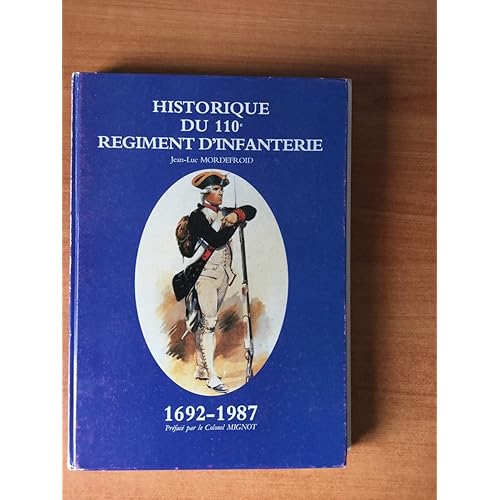 HISTORIQUE
DU 110e
REGIMENT D'INFANTERIE
Jean-Luc MORDEFROID
1692-1987
Préfacé par le Colonel MIGNOT